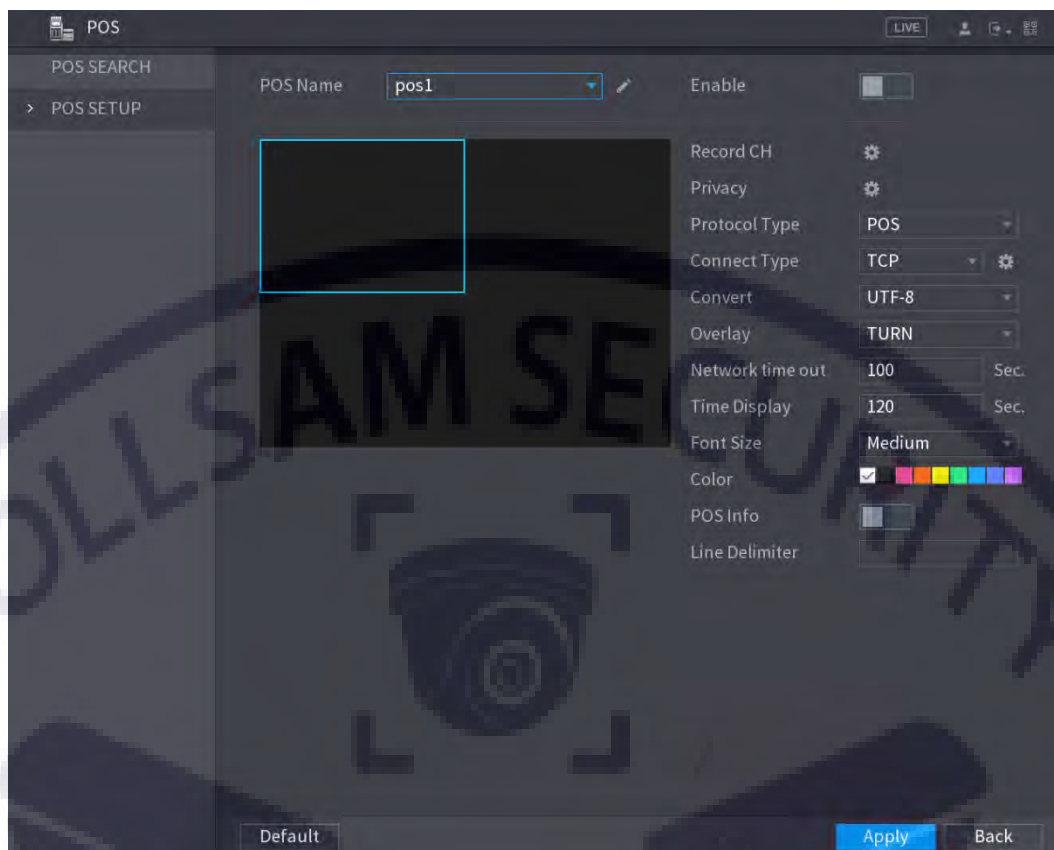 POS
LIVE
POS SEARCH
POS Name pos1 Enable
> POS SETUP
Record CH
Privacy
Protocol Type POS
Connect Type TCP
Convert UTF-8
Overlay TURN
Network time out 100 Sec.
Time Display 120 Sec.
Font Size Medium
Color
POS Info
Line Delimiter
OLLSAM SECURITY
Default Apply Back